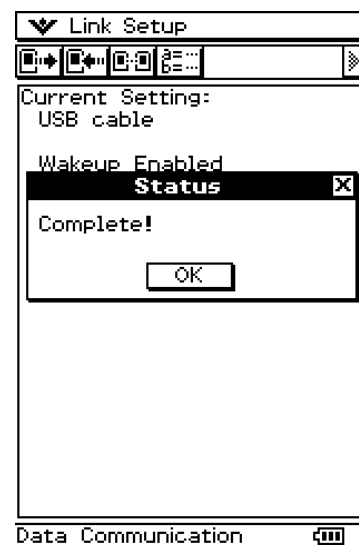 Link Setup
Current Setting:
USB cable
Wakeup Enabled
Status
Complete!
OK
Data Communication